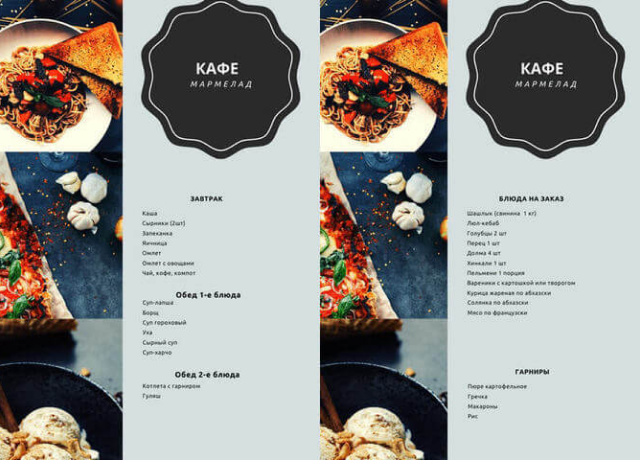 КАФЕ
МАРМЕЛАД
ЗАВТРАК
Каша
Сырники (2шт)
Запеканка
Яичница
Омлет
Омлет с овощами
Чай, кофе, компот
Обед 1-е блюда
Суп-лапша
Борщ
Суп гороховый
Уха
Сырный суп
Суп-харчо
Обед 2-е блюда
Котлета с гарниром
Гуляш
КАФЕ
МАРМЕЛАД
БЛЮДА НА ЗАКАЗ
Шашлык (свинина 1 кг)
Люл-кебаб
Голубцы 2 шт
Перец 1 шт
Долма 4 шт
Хинкали 1 шт
Пельмени 1 порция
Вареники с картошкой или творогом
Курица жареная по абхазски
Солянка по абхазски
Мясо по французски
ГАРНИРЫ
Пюре картофельное
Гречка
Макароны
Рис